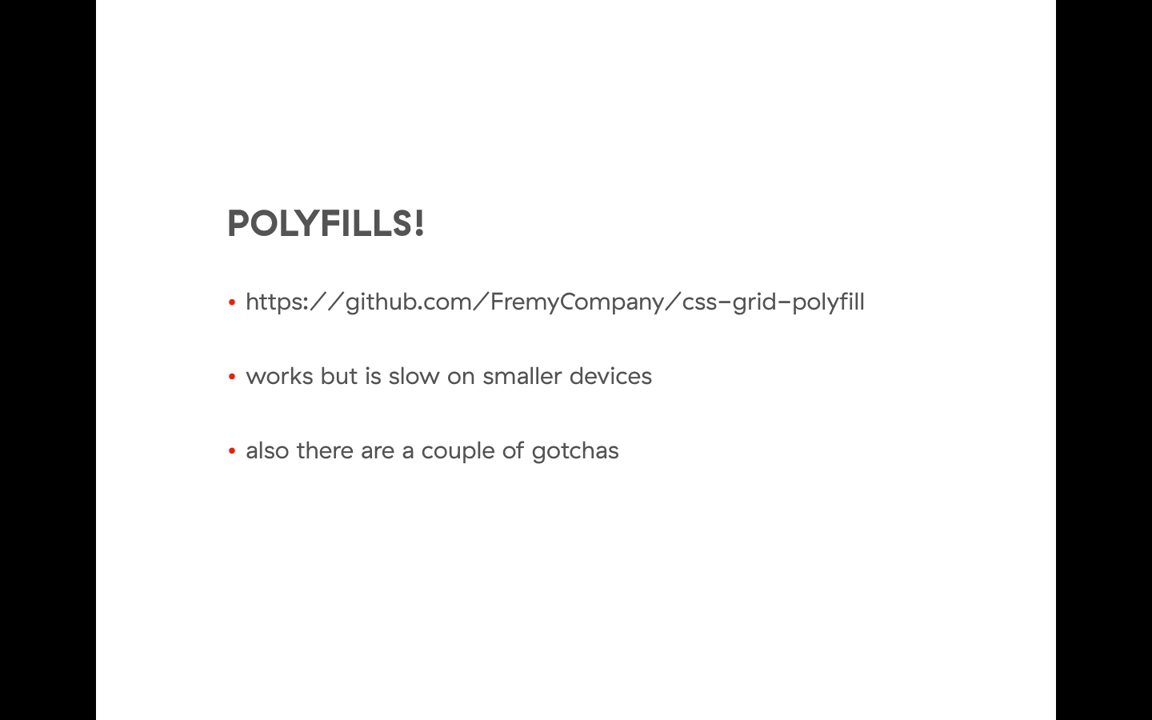 POLYFILLS!
• https://github.com/FremyCompany/css-grid-polyfill
• works but is slow on smaller devices
• also there are a couple of gotchas